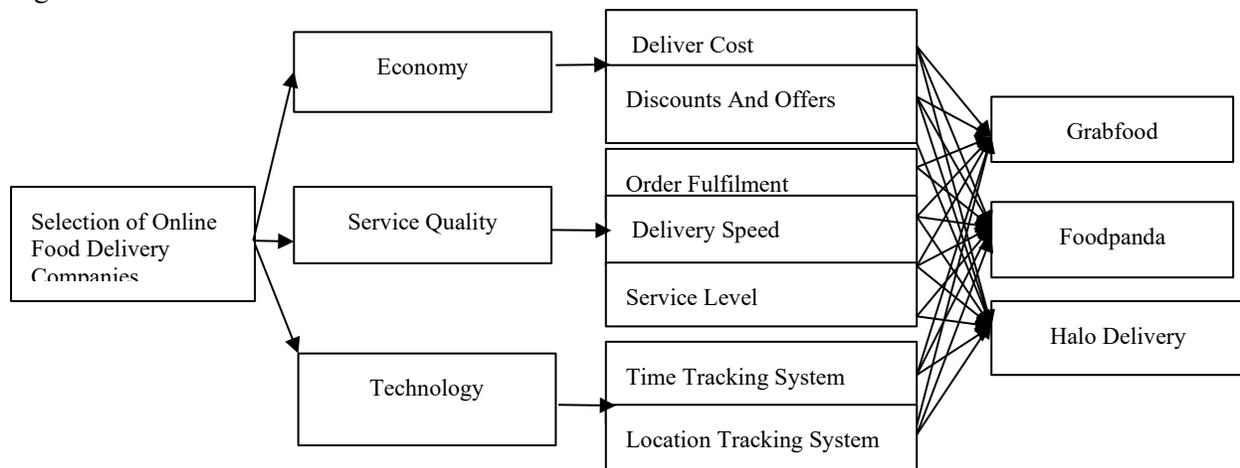 Selection of Online
Food Delivery
Companies
Economy
Service Quality
Technology
Deliver Cost
Discounts And Offers
Order Fulfilment
Delivery Speed
Service Level
Time Tracking System
Location Tracking System
Grabfood
Foodpanda
Halo Delivery